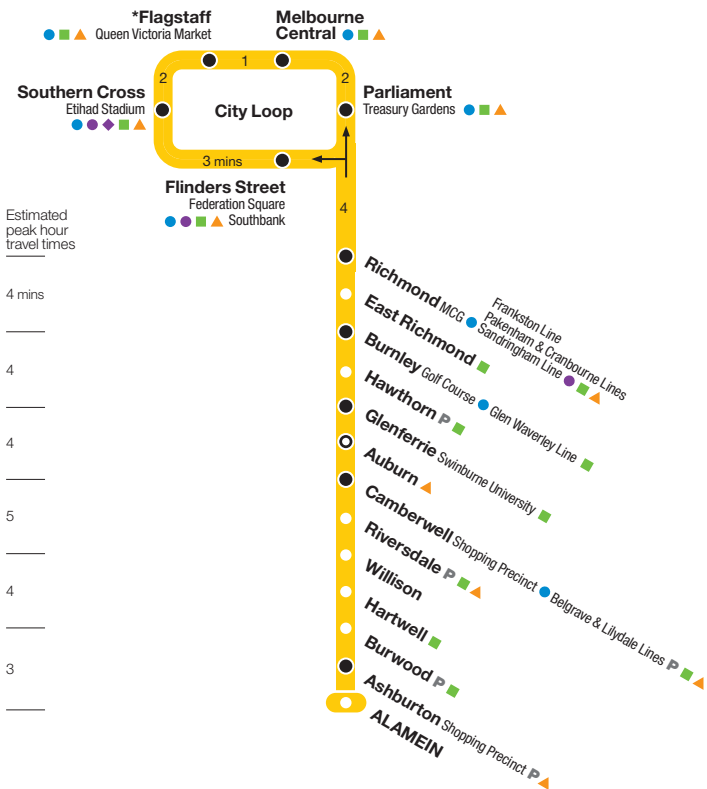 *Flagstaff
Queen Victoria Market
Melbourne
Central
2
1
2
Southern Cross
Etihad Stadium
City Loop
Parliament
Treasury Gardens
3 mins
Flinders Street
Federation Square
Southbank
4
Estimated
peak hour
travel times
4 mins
4
4
5
4
3
Richmond MCG
Frankston Line
Pakenham & Cranbourne Lines
Sandringham Line
East Richmond
Burnley Golf Course Glen Waverley Line
Hawthorn P
Glenferrie Swinburne University
Auburn
Camberwell Shopping Precinct Belgrave & Lilydale Lines P
Riversdale P
Willison
Hartwell
Burwood P
Ashburton Shopping Precinct P
ALAMEIN